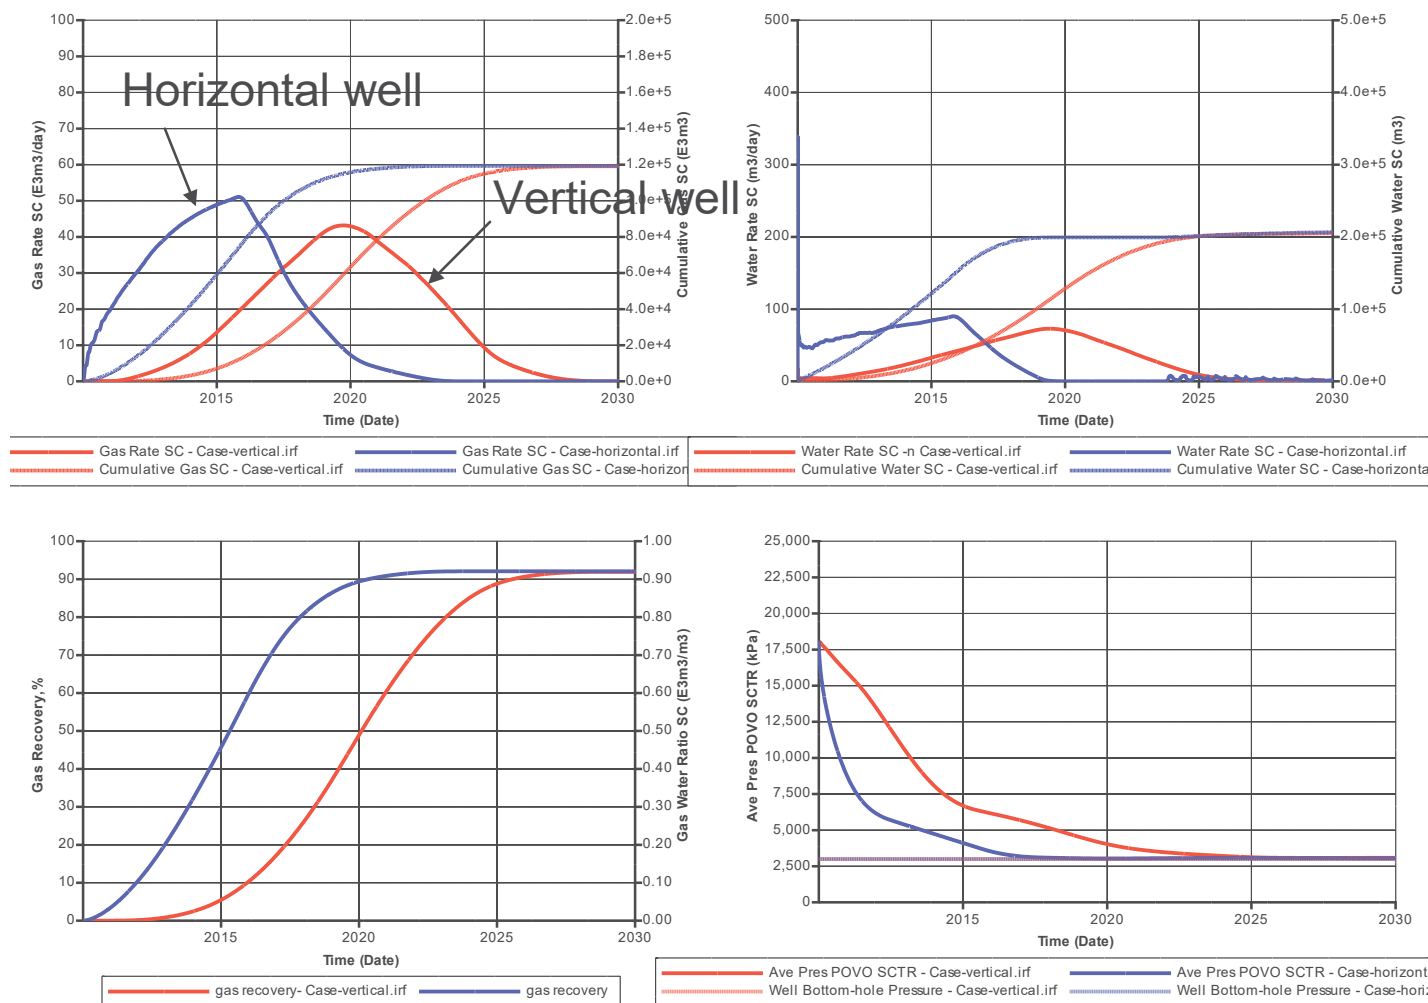 Horizontal well
Vertical well
100
90
80
70
60
50
40
30
20
10
0
Gas Rate SC (E3m3/day)
2.0e+5
1.8e+5
1.6e+5
1.4e+5
1.2e+5
1.0e+5
8.0e+4
6.0e+4
4.0e+4
2.0e+4
0.0e+0
Cumulative Gas SC (E3m3)
2015 2020 2025 2030
Time (Date)
Gas Rate SC - Case-vertical.irf Gas Rate SC - Case-horizontal.irf
Cumulative Gas SC - Case-vertical.irf Cumulative Gas SC - Case-horizon
500
400
300
200
100
0
Water Rate SC (m3/day)
5.0e+5
4.0e+5
3.0e+5
2.0e+5
1.0e+5
0.0e+0
Cumulative Water SC (m3)
2015 2020 2025 2030
Time (Date)
Water Rate SC -n Case-vertical.irf Water Rate SC - Case-horizontal.irf
Cumulative Water SC - Case-vertical.irf Cumulative Water SC - Case-horizonta
100
90
80
70
60
50
40
30
20
10
0
Gas Recovery,%
1.00
0.90
0.80
0.70
0.60
0.50
0.40
0.30
0.20
0.10
0.00
Gas Water Ratio SC (E3m3/m3)
2015 2020 2025 2030
Time (Date)
gas recovery- Case-vertical.irf gas recovery
25,000
22,500
20,000
17,500
15,000
12,500
10,000
7,500
5,000
2,500
0
Ave Pres POVO SCTR (kPa)
2015 2020 2025 2030
Time (Date)
Ave Pres POVO SCTR - Case-vertical.irf Ave Pres POVO SCTR - Case-horizont
Well Bottom-hole Pressure - Case-vertical.irf Well Bottom-hole Pressure - Case-horiz